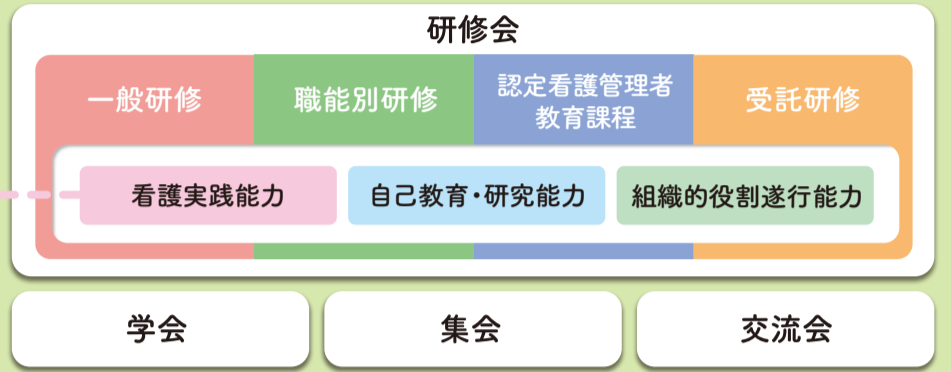 研修会
一般研修
職能別研修
認定看護管理者
教育課程
受託研修
看護実践能力
自己教育・研究能力
組織的役割遂行能力
学会
集会
交流会